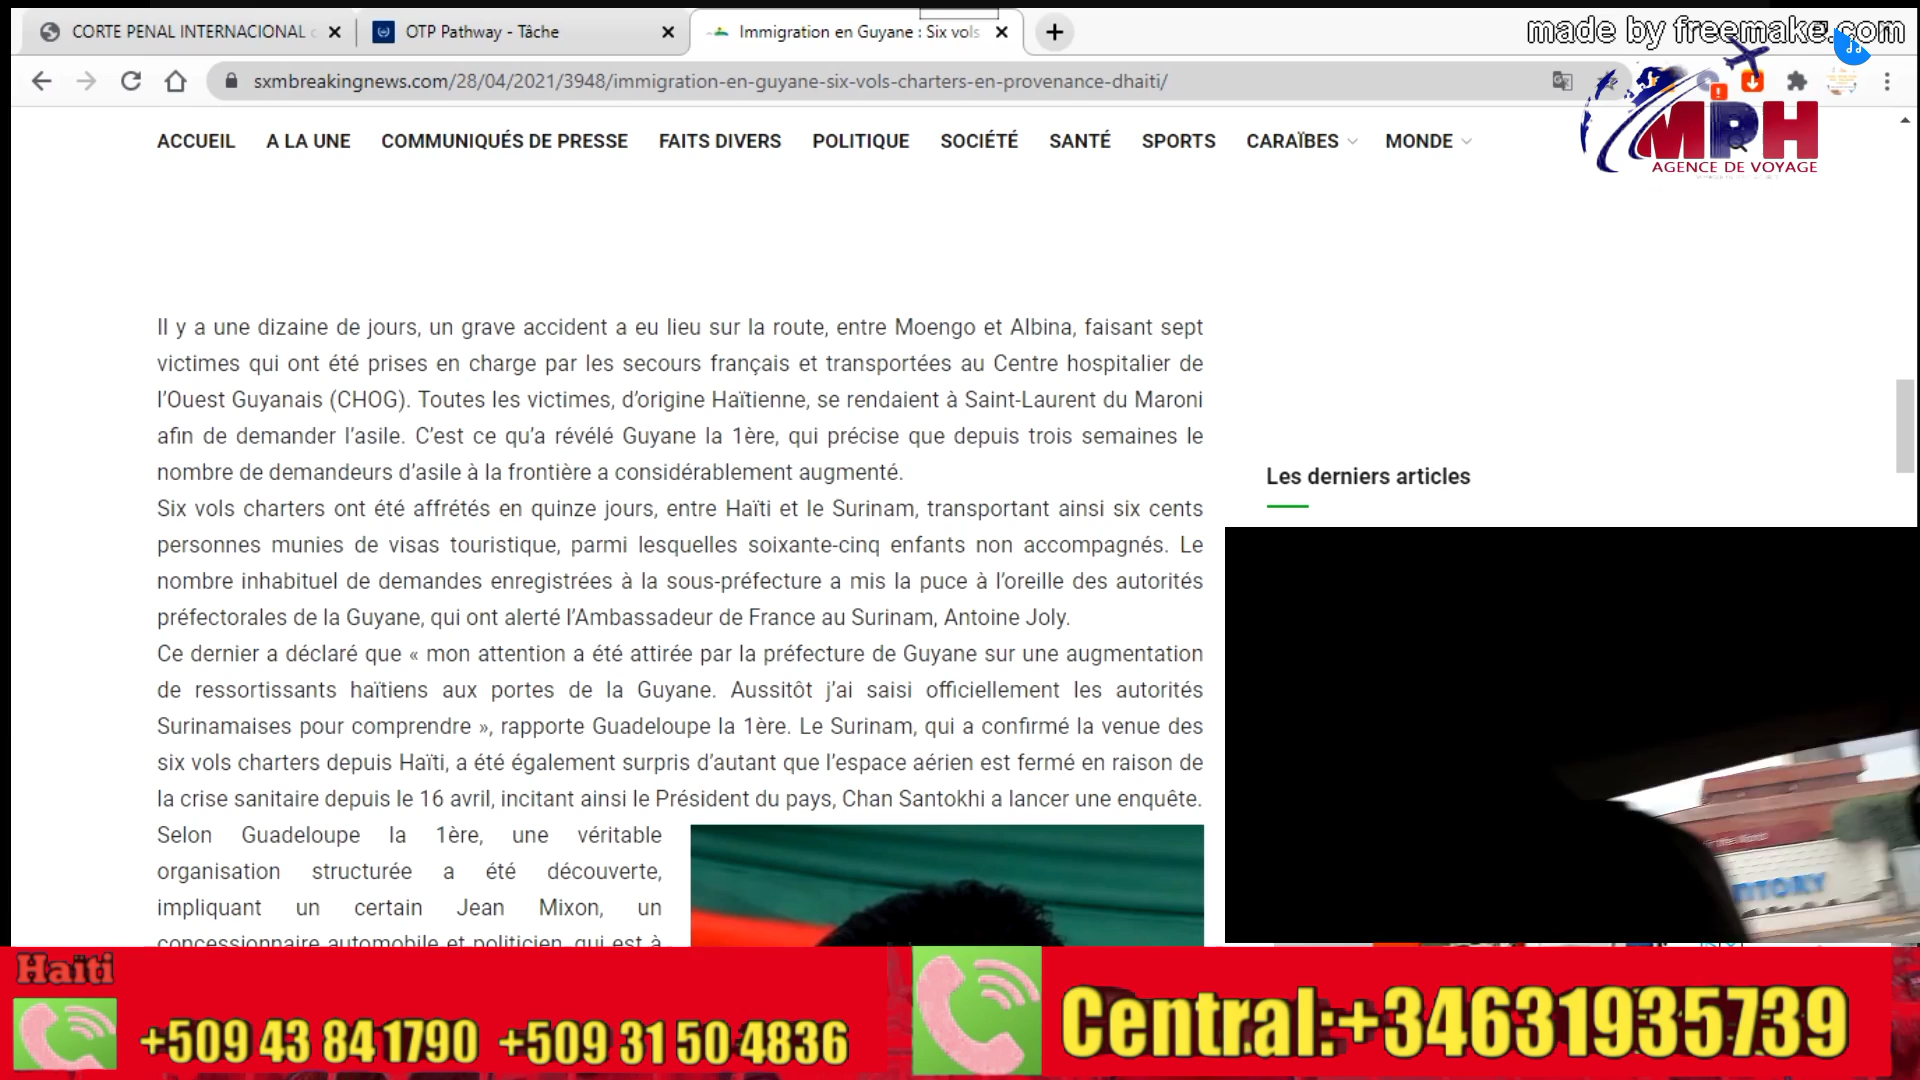 CORTE PENAL INTERNACIONAL
OTP Pathway - Tâche
Immigration en Guyane : Six vols
made by freemake.com
sxmbreakingnews.com/28/04/2021/3948/immigration-en-guyane-six-vols-charters-en-provenance-dhaiti/
MPH
AGENCE DE VOYAGE
ACCUEIL A LA UNE COMMUNIQUÉS DE PRESSE FAITS DIVERS POLITIQUE SOCIÉTÉ SANTÉ SPORTS CARAÏBES MONDE
Il y a une dizaine de jours, un grave accident a eu lieu sur la route, entre Moengo et Albina, faisant sept
victimes qui ont été prises en charge par les secours français et transportées au Centre hospitalier de
l’Ouest Guyanais (CHOG). Toutes les victimes, d’origine Haïtienne, se rendaient à Saint-Laurent du Maroni
afin de demander l’asile. C’est ce qu’a révélé Guyane la 1ère, qui précise que depuis trois semaines le
nombre de demandeurs d’asile à la frontière a considérablement augmenté.
Six vols charters ont été affrétés en quinze jours, entre Haïti et le Surinam, transportant ainsi six cents
personnes munies de visas touristique, parmi lesquelles soixante-cinq enfants non accompagnés. Le
nombre inhabituel de demandes enregistrées à la sous-préfecture a mis la puce à l’oreille des autorités
préfectorales de la Guyane, qui ont alerté l’Ambassadeur de France au Surinam, Antoine Joly.
Ce dernier a déclaré que « mon attention a été attirée par la préfecture de Guyane sur une augmentation
de ressortissants haïtiens aux portes de la Guyane. Aussitôt j’ai saisi officiellement les autorités
Surinamaises pour comprendre », rapporte Guadeloupe la 1ère. Le Surinam, qui a confirmé la venue des
six vols charters depuis Haïti, a été également surpris d’autant que l’espace aérien est fermé en raison de
la crise sanitaire depuis le 16 avril, incitant ainsi le Président du pays, Chan Santokhi a lancer une enquête.
Selon Guadeloupe la 1ère, une véritable
organisation structurée a été découverte,
impliquant un certain Jean Mixon, un
concessionnaire automobile et politicien, qui est à
Les derniers articles
Haïti
+509 43 84 1790 +509 31 50 4836
Central:+34631935739